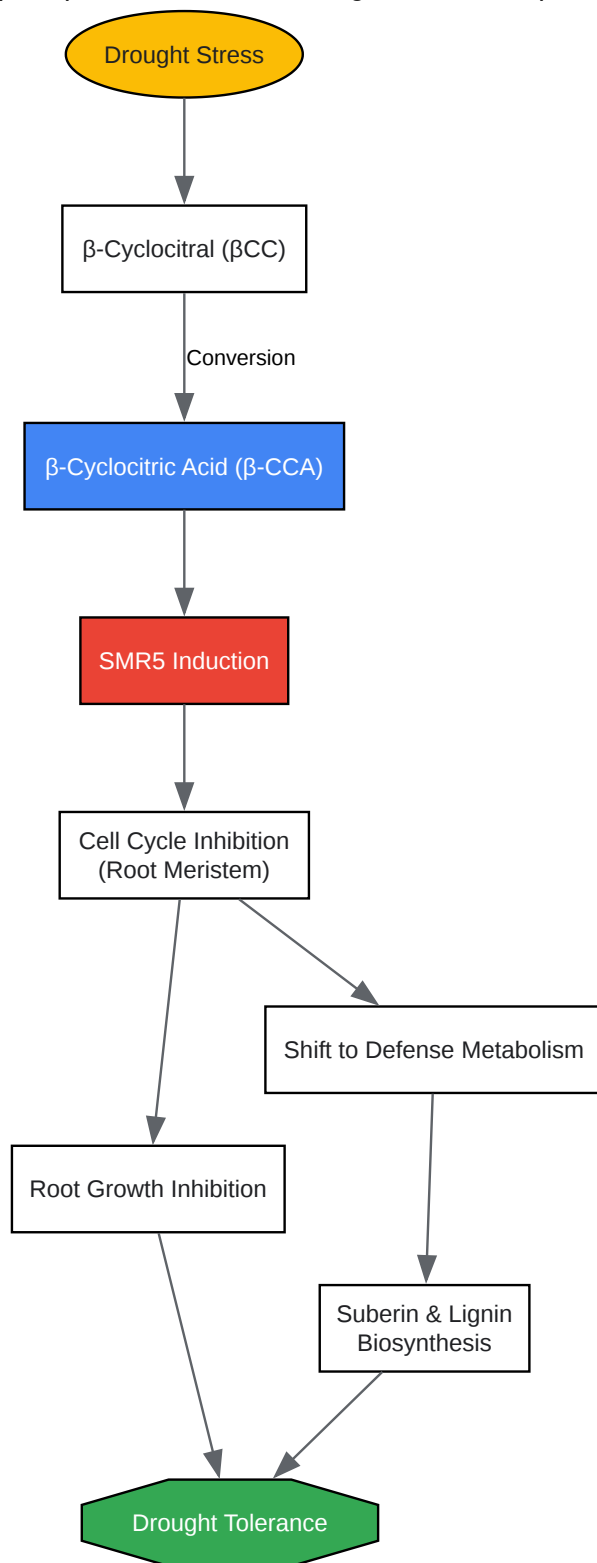 Drought Stress
β-Cyclocitral (βCC)
Conversion
β-Cyclocitric Acid (β-CCA)
SMR5 Induction
Cell Cycle Inhibition
(Root Meristem)
Shift to Defense Metabolism
Root Growth Inhibition
Suberin & Lignin
Biosynthesis
Drought Tolerance